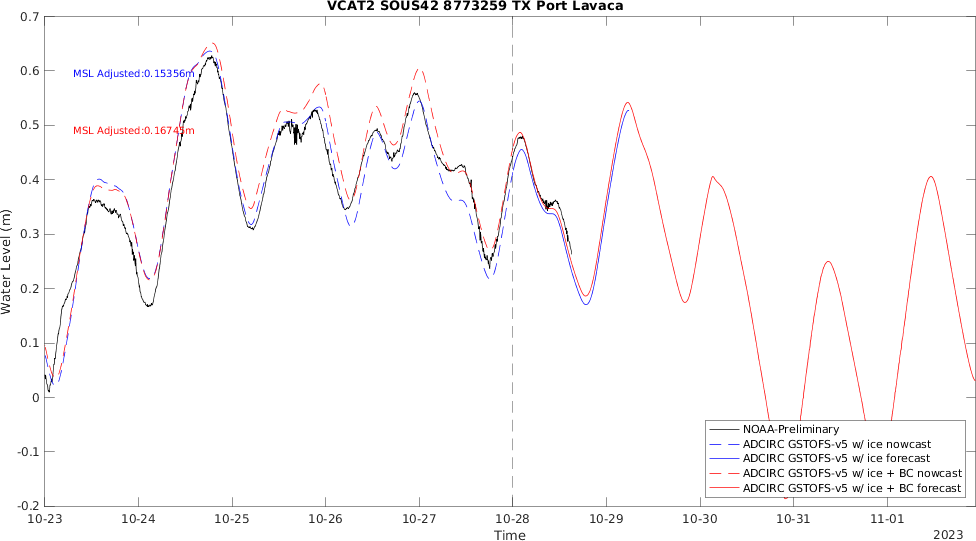 VCAT2 SOUS42 8773259 TX Port Lavaca
0.7
0.6
0.5
0.4
0.3
0.2
0.1
0
-0.1
-0.2
Water Level (m)
MSL Adjusted:0.15356m
MSL Adjusted:0.16745m
NOAA-Preliminary
ADCIRC GSTOFS-v5 w/ ice nowcast
ADCIRC GSTOFS-v5 w/ ice forecast
ADCIRC GSTOFS-v5 w/ ice + BC nowcast
ADCIRC GSTOFS-v5 w/ ice + BC forecast
10-23 10-24 10-25 10-26 10-27 10-28 10-29 10-30 10-31 11-01
Time
2023